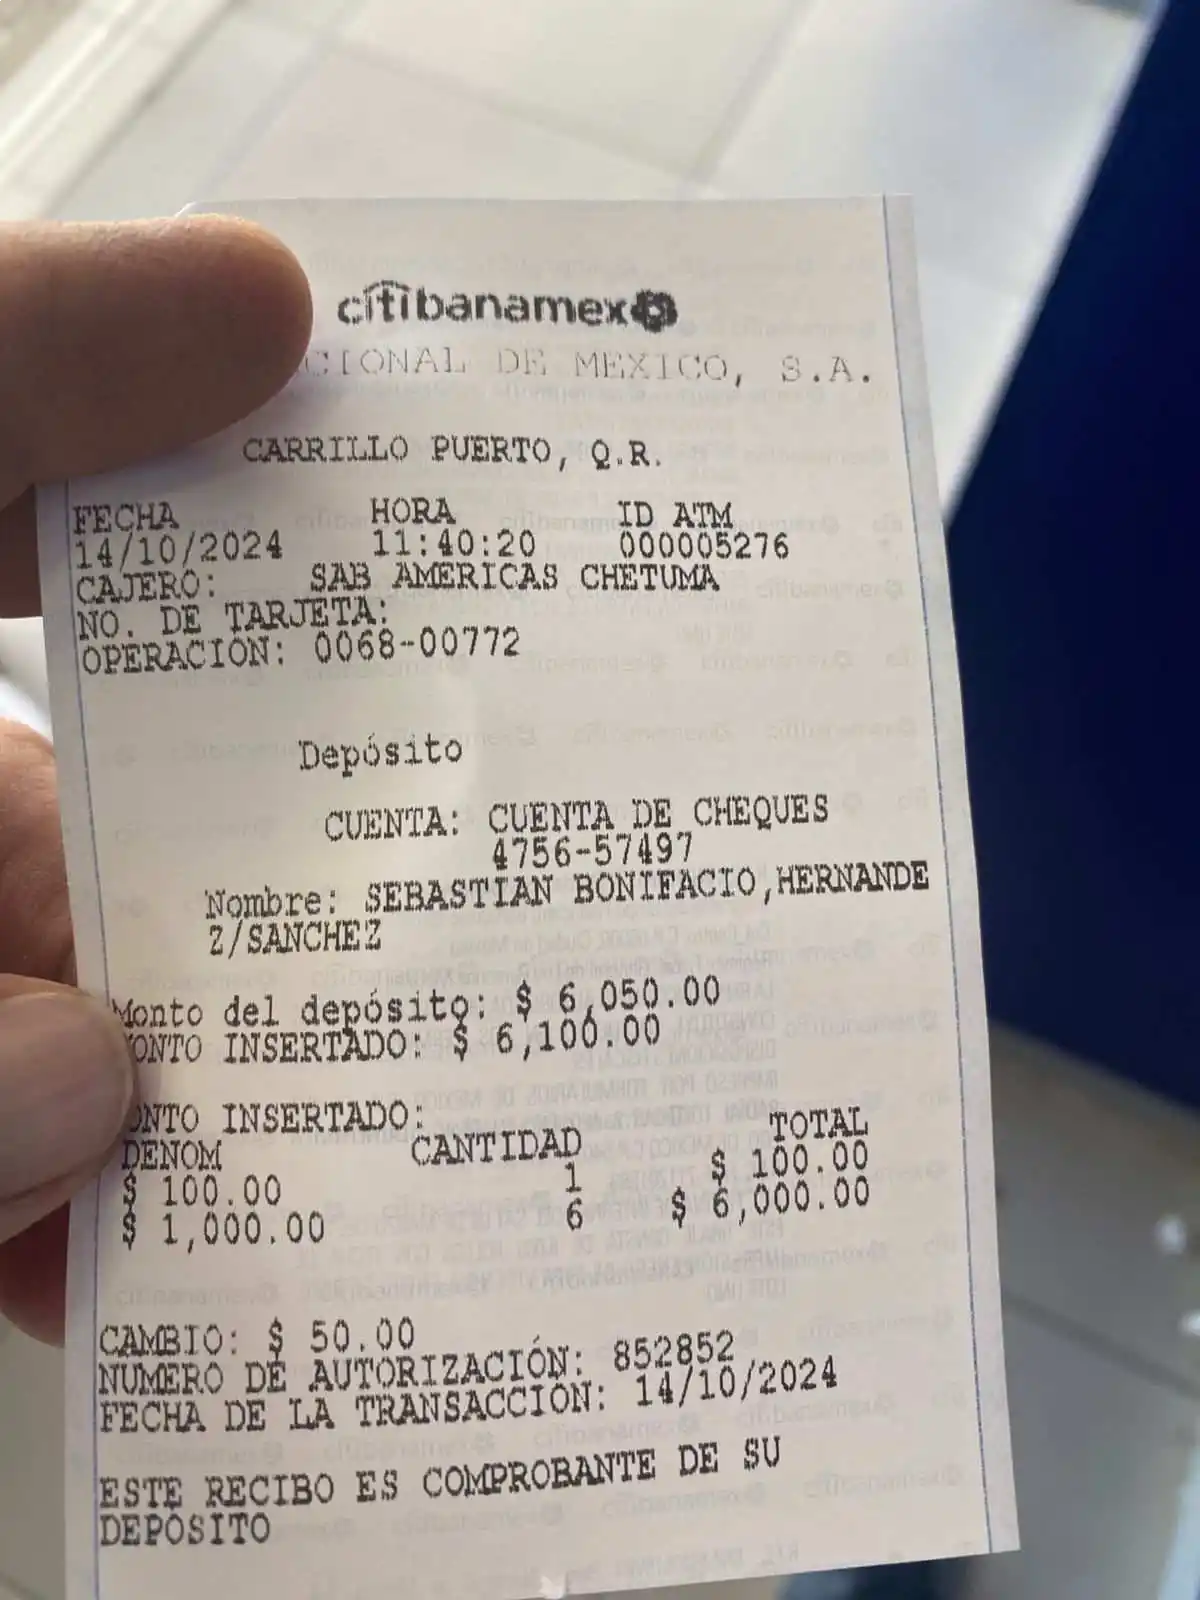 citibanamex
CIONAL DE MEXICO, S.A.
CARRILLO PUERTO, Q.R.
FECHA HORA ID ATM
14/10/2024 11:40:20 000005276
CAJERO: SAB AMERICAS CHETUMA
NO. DE TARJETA:
OPERACION: 0068-00772
Depósito
CUENTA: CUENTA DE CHEQUES
4756-57497
Nombre: SEBASTIAN BONIFACIO,HERNANDE
Z/SANCHEZ
Monto del depósito: $ 6,050.00
MONTO INSERTADO: $ 6,100.00
ONTO INSERTADO:
DENOM CANTIDAD TOTAL
$ 100.00 1 $ 100.00
$ 1,000.00 6 $ 6,000.00
CAMBIO: $ 50.00
NUMERO DE AUTORIZACIÓN: 852852
FECHA DE LA TRANSACCIÓN: 14/10/2024
ESTE RECIBO ES COMPROBANTE DE SU
DEPÓSITO